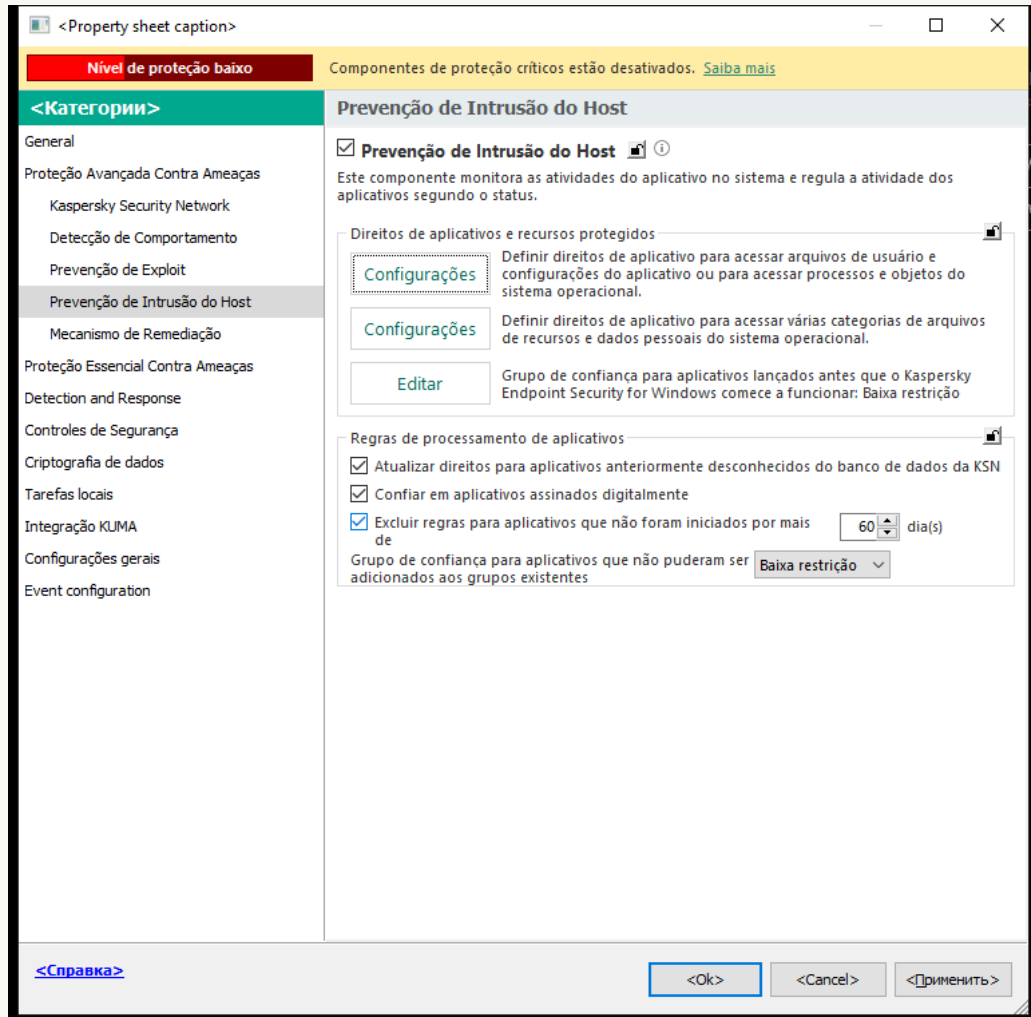 <Property sheet caption>
Nível de proteção baixo
Componentes de proteção críticos estão desativados. Saiba mais
<Категории>
General
Proteção Avançada Contra Ameaças
Kaspersky Security Network
Detecção de Comportamento
Prevenção de Exploit
Prevenção de Intrusão do Host
Mecanismo de Remediação
Proteção Essencial Contra Ameaças
Detection and Response
Controles de Segurança
Criptografia de dados
Tarefas locais
Integração KUMA
Configurações gerais
Event configuration
Prevenção de Intrusão do Host
Prevenção de Intrusão do Host
Este componente monitora as atividades do aplicativo no sistema e regula a atividade dos
aplicativos segundo o status.
Direitos de aplicativos e recursos protegidos
Configurações
Definir direitos de aplicativo para acessar arquivos de usuário e
configurações do aplicativo ou para acessar processos e objetos do
sistema operacional.
Configurações
Definir direitos de aplicativo para acessar várias categorias de arquivos
de recursos e dados pessoais do sistema operacional.
Editar
Grupo de confiança para aplicativos lançados antes que o Kaspersky
Endpoint Security for Windows comece a funcionar: Baixa restrição
Regras de processamento de aplicativos
Atualizar direitos para aplicativos anteriormente desconhecidos do banco de dados da KSN
Confiar em aplicativos assinados digitalmente
Excluir regras para aplicativos que não foram iniciados por mais
de
60 dia(s)
Grupo de confiança para aplicativos que não puderam ser
adicionados aos grupos existentes
Baixa restrição
<Справка>
<Ok>
<Cancel>
<Применить>